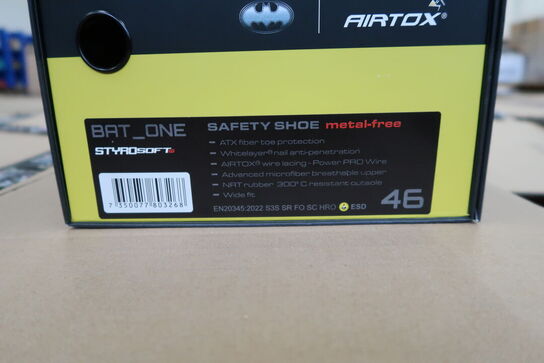 AIRTOX®
BAT_ONE
STYROSOFT
SAFETY SHOE metal-free
- ATX fiber toe protection
- Whitelayer® nail anti-penetration
- AIRTOX® wire lacing - Power PRO Wire
- Advanced microfiber breathable upper
- NRT rubber 300° C resistant outsole
- Wide fit
7 350077 803268
EN20345:2022 S3S SR FO SC HRO ESD
46